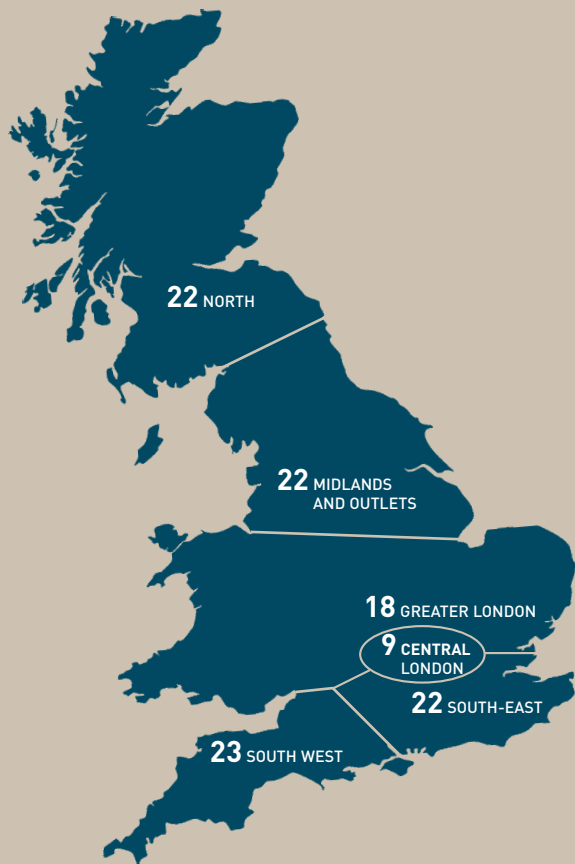 22 NORTH
22 MIDLANDS
AND OUTLETS
18 GREATER LONDON
9 CENTRAL
LONDON
22 SOUTH-EAST
23 SOUTH WEST